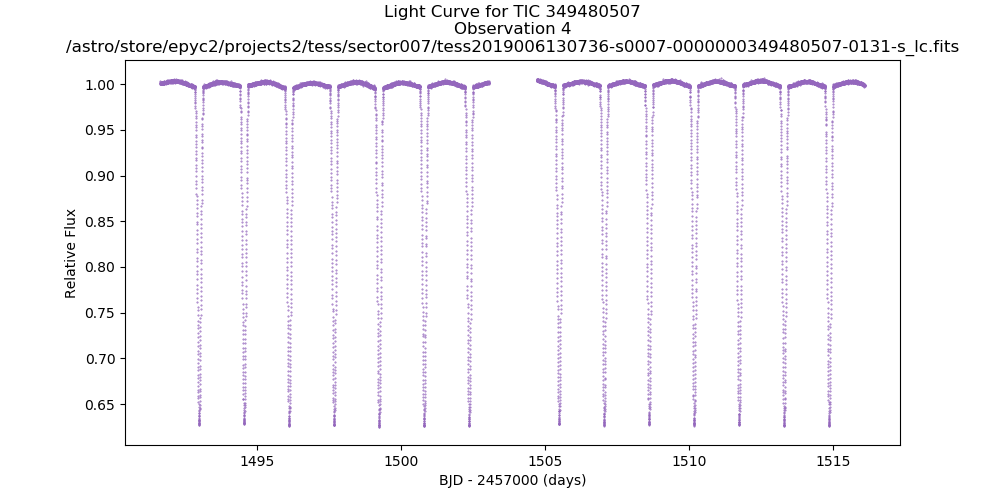 Light Curve for TIC 349480507
Observation 4
/astro/store/epyc2/projects2/tess/sector007/tess2019006130736-s0007-0000000349480507-0131-s_lc.fits
1.00
0.95
0.90
0.85
0.80
0.75
0.70
0.65
Relative Flux
1495
1500
1505
1510
1515
BJD - 2457000 (days)